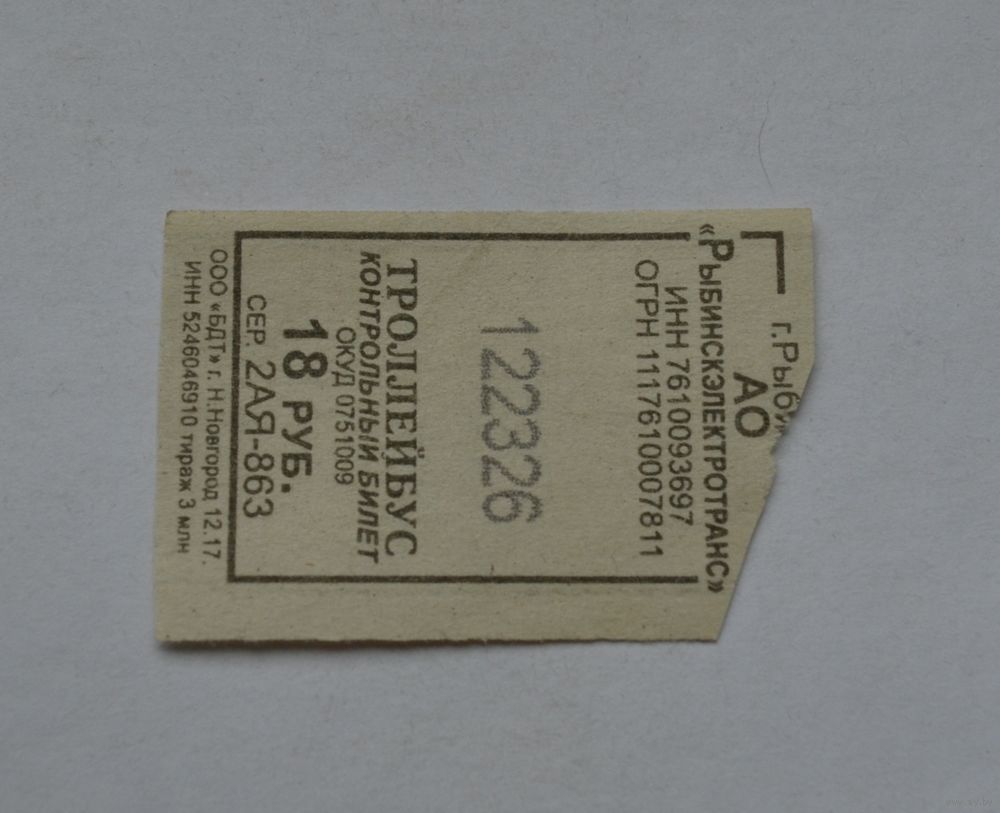 г.Рыби
АО
«РЫБИНСКЭЛЕКТРОТРАНС»
ИНН 7610093697
ОГРН 1117610007811
122326
ТРОЛЛЕЙБУС
КОНТРОЛЬНЫЙ БИЛЕТ
ОКУД 0751009
18 РУБ.
СЕР. 2АЯ-863
ООО «БДТ» г. Н.Новгород 12.17.
ИНН 5246046910 тираж 3 млн